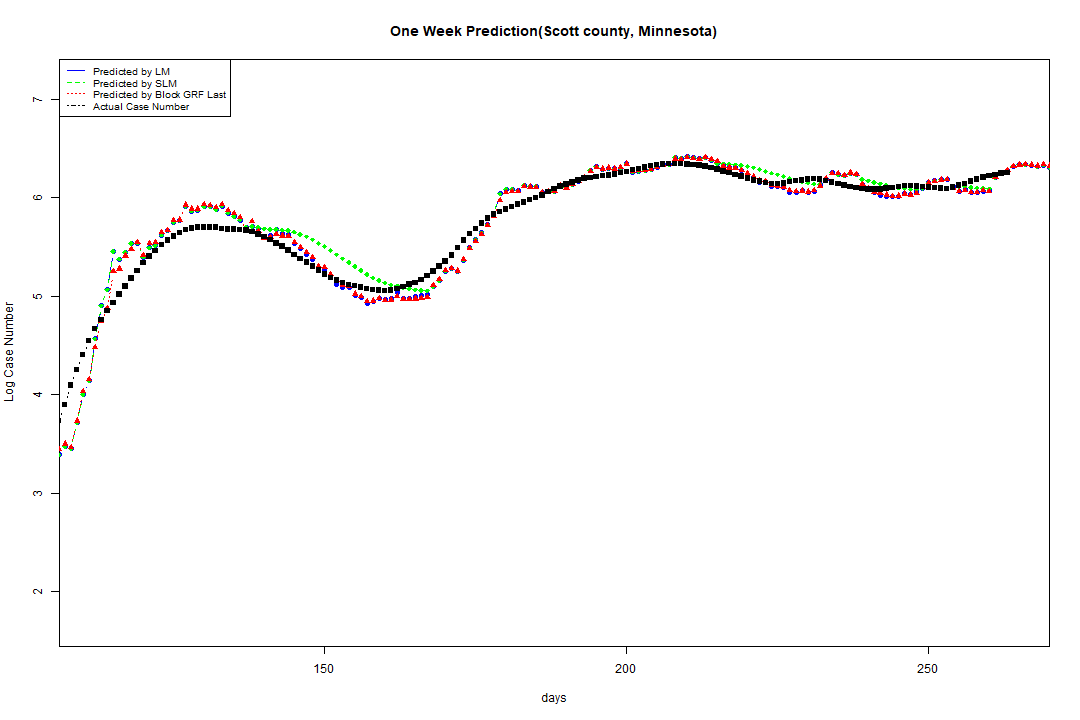 One Week Prediction(Scott county, Minnesota)
Predicted by LM
Predicted by SLM
Predicted by Block GRF Last
Actual Case Number
7
6
5
4
3
2
Log Case Number
150 200 250
days